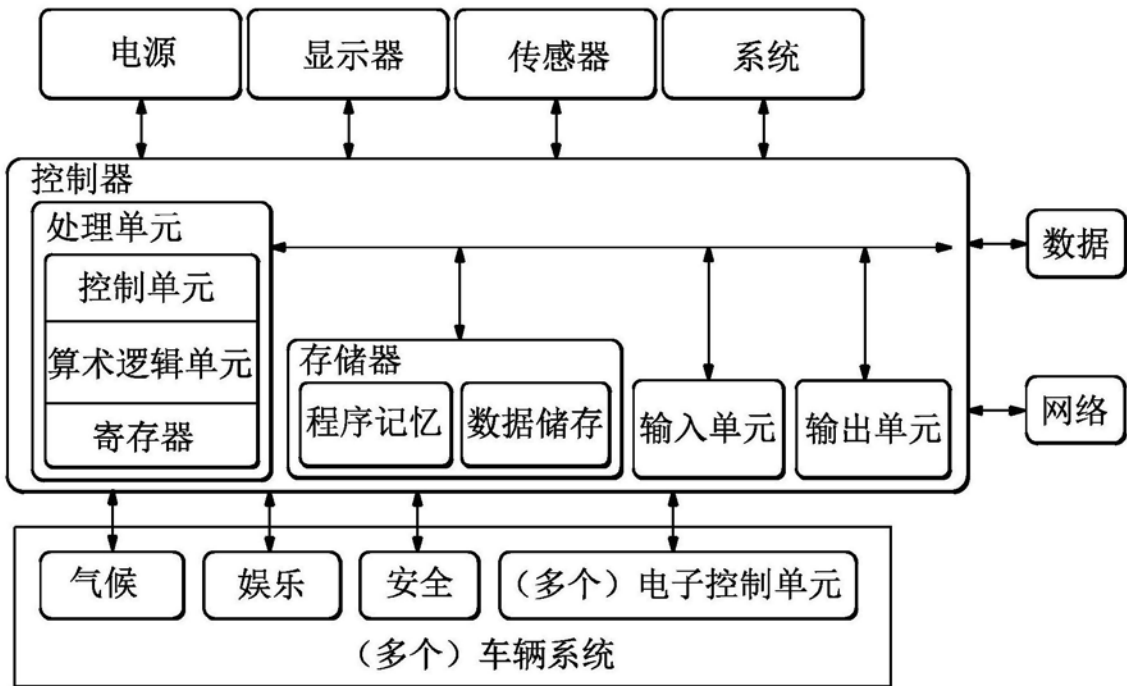 电源
显示器
传感器
系统
控制器
处理单元
控制单元
算术逻辑单元
寄存器
存储器
程序记忆
数据储存
输入单元
输出单元
数据
网络
气候
娱乐
安全
（多个）电子控制单元
（多个）车辆系统